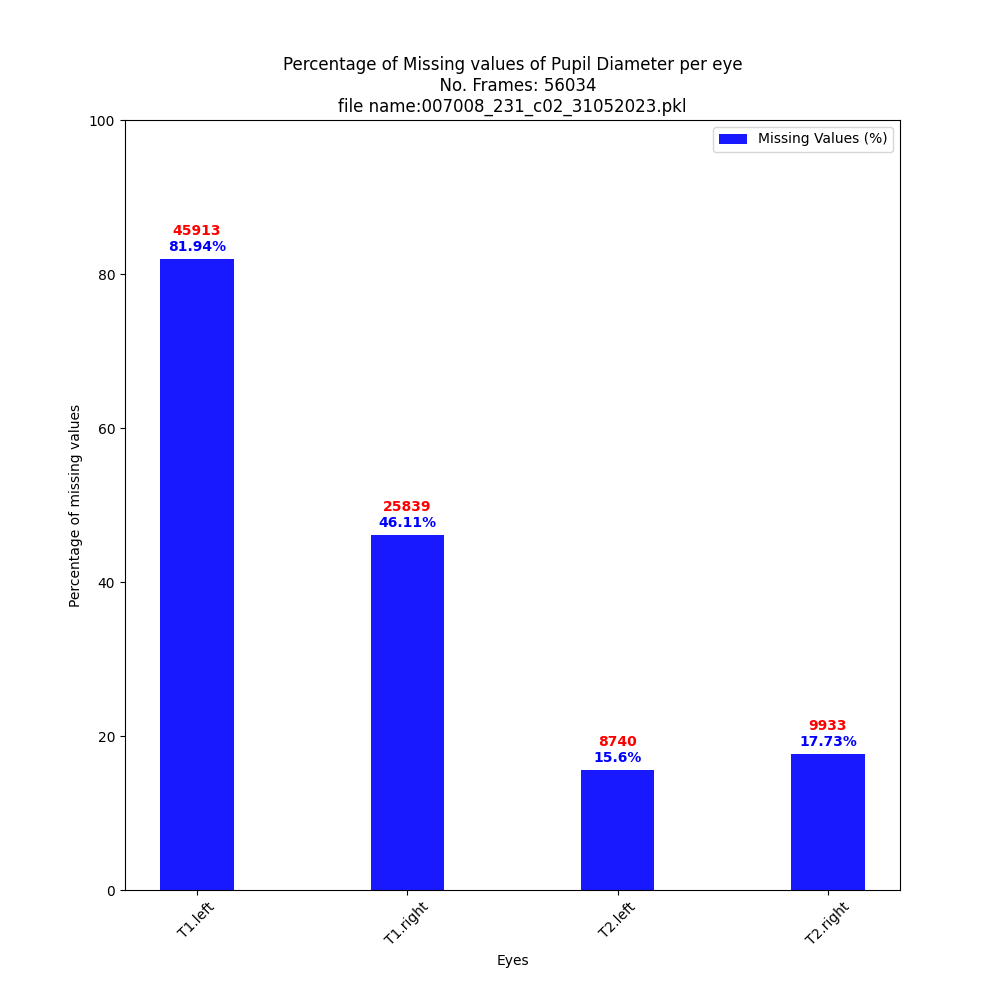 Percentage of Missing values of Pupil Diameter per eye
No. Frames: 56034
file name:007008_231_c02_31052023.pkl
Missing Values (%)
100
80
60
40
20
0
Percentage of missing values
45913
81.94%
25839
46.11%
8740
15.6%
9933
17.73%
T1.left
T1.right
T2.left
T2.right
Eyes